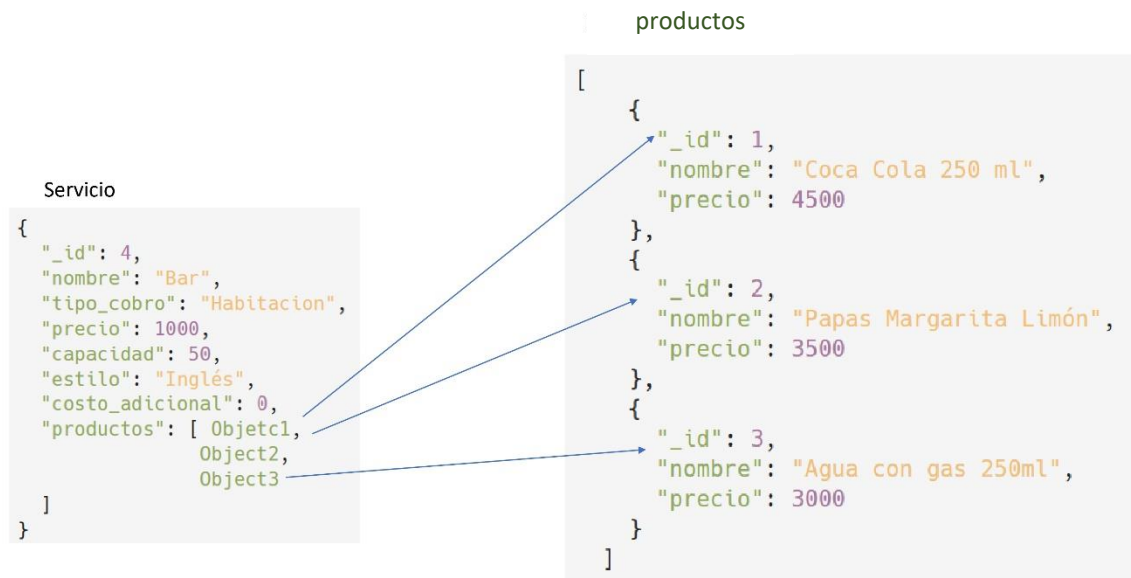 productos
[
{
"_id": 1,
"nombre": "Coca Cola 250 ml",
"precio": 4500
},
{
"_id": 2,
"nombre": "Papas Margarita Limón",
"precio": 3500
},
{
"_id": 3,
"nombre": "Agua con gas 250ml",
"precio": 3000
}
]
Servicio
{
"_id": 4,
"nombre": "Bar",
"tipo_cobro": "Habitacion",
"precio": 1000,
"capacidad": 50,
"estilo": "Inglés",
"costo_adicional": 0,
"productos": [ Objetc1,
Object2,
Object3
]
}